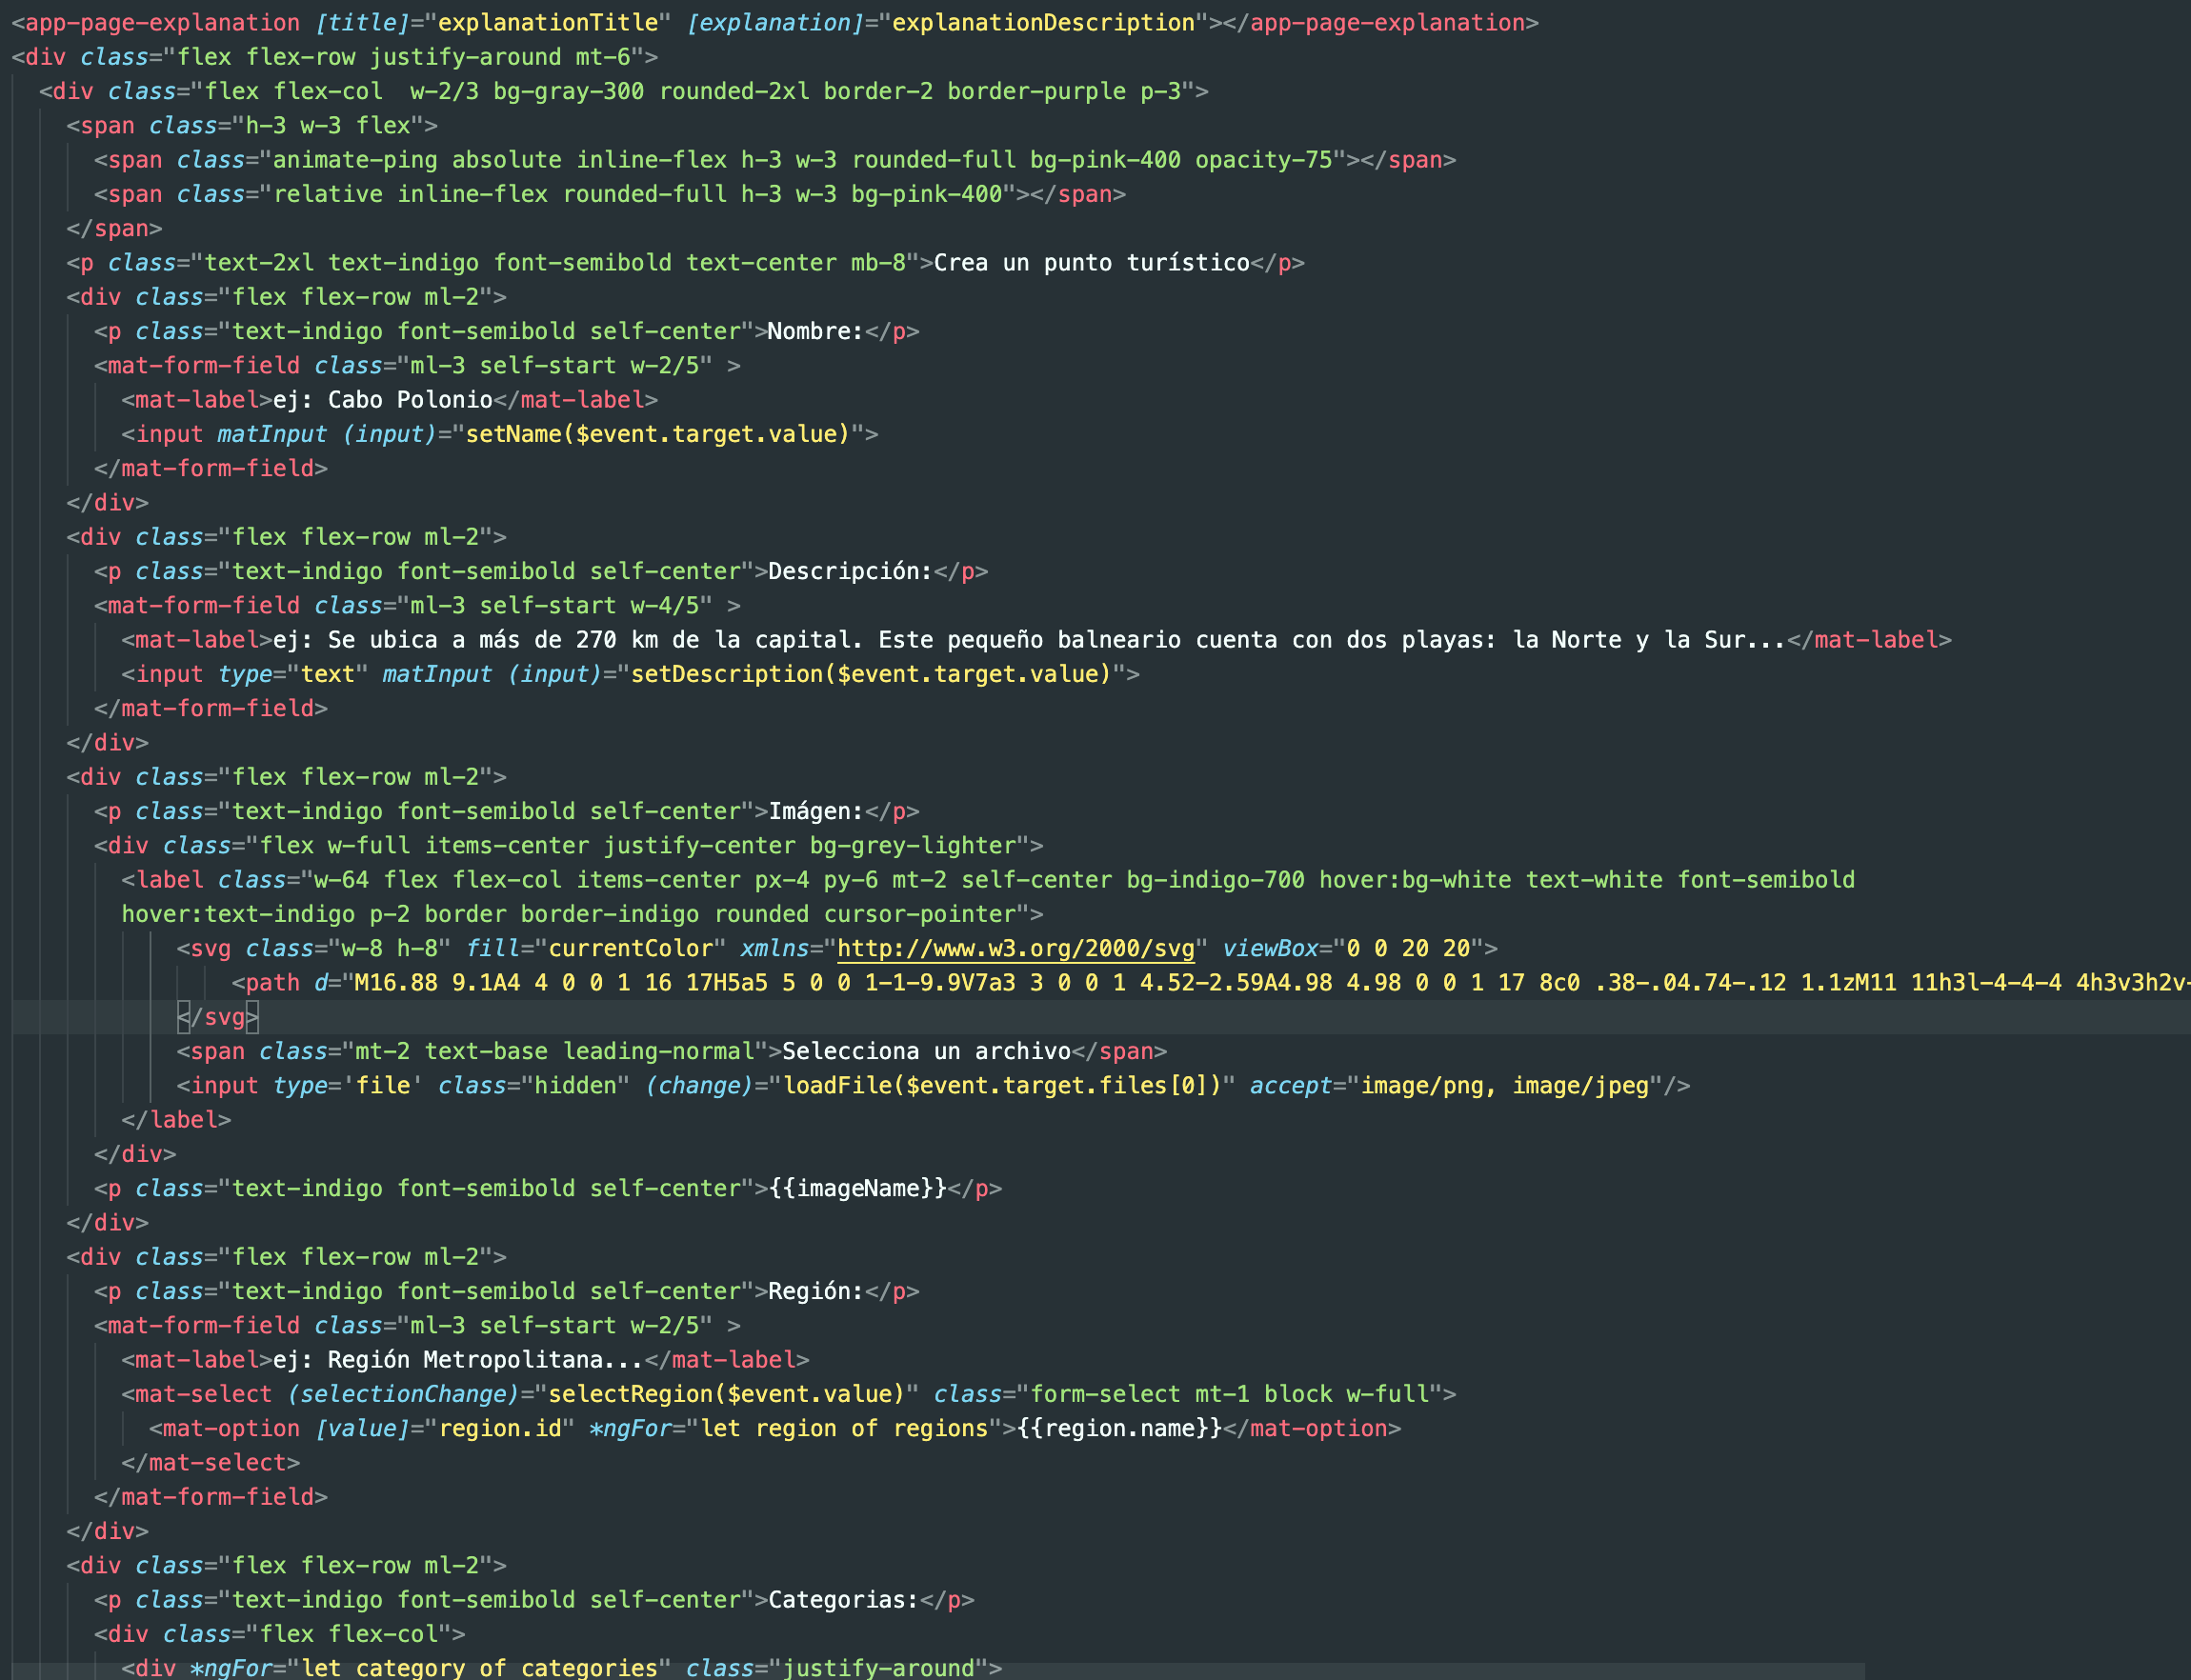 <app-page-explanation [title]="explanationTitle" [explanation]="explanationDescription"></app-page-explanation>
<div class="flex flex-row justify-around mt-6">
  <div class="flex flex-col  w-2/3 bg-gray-300 rounded-2xl border-2 border-purple p-3">
    <span class="h-3 w-3 flex">
      <span class="animate-ping absolute inline-flex h-3 w-3 rounded-full bg-pink-400 opacity-75"></span>
      <span class="relative inline-flex rounded-full h-3 w-3 bg-pink-400"></span>
    </span>
    <p class="text-2xl text-indigo font-semibold text-center mb-8">Crea un punto turístico</p>
    <div class="flex flex-row ml-2">
      <p class="text-indigo font-semibold self-center">Nombre:</p>
      <mat-form-field class="ml-3 self-start w-2/5" >
        <mat-label>ej: Cabo Polonio</mat-label>
        <input matInput (input)="setName($event.target.value)">
      </mat-form-field>
    </div>
    <div class="flex flex-row ml-2">
      <p class="text-indigo font-semibold self-center">Descripción:</p>
      <mat-form-field class="ml-3 self-start w-4/5" >
        <mat-label>ej: Se ubica a más de 270 km de la capital. Este pequeño balneario cuenta con dos playas: la Norte y la Sur...</mat-label>
        <input type="text" matInput (input)="setDescription($event.target.value)">
      </mat-form-field>
    </div>
    <div class="flex flex-row ml-2">
      <p class="text-indigo font-semibold self-center">Imágen:</p>
      <div class="flex w-full items-center justify-center bg-grey-lighter">
        <label class="w-64 flex flex-col items-center px-4 py-6 mt-2 self-center bg-indigo-700 hover:bg-white text-white font-semibold
        hover:text-indigo p-2 border border-indigo rounded cursor-pointer">
            <svg class="w-8 h-8" fill="currentColor" xmlns="http://www.w3.org/2000/svg" viewBox="0 0 20 20">
                <path d="M16.88 9.1A4 4 0 0 1 16 17H5a5 5 0 0 1-1-9.9V7a3 3 0 0 1 4.52-2.59A4.98 4.98 0 0 1 17 8c0 .38-.04.74-.12 1.1zM11 11h3l-4-4-4 4h3v3h2v-
            </svg>
            <span class="mt-2 text-base leading-normal">Selecciona un archivo</span>
            <input type='file' class="hidden" (change)="loadFile($event.target.files[0])" accept="image/png, image/jpeg"/>
        </label>
      </div>
      <p class="text-indigo font-semibold self-center">{{imageName}}</p>
    </div>
    <div class="flex flex-row ml-2">
      <p class="text-indigo font-semibold self-center">Región:</p>
      <mat-form-field class="ml-3 self-start w-2/5" >
        <mat-label>ej: Región Metropolitana...</mat-label>
        <mat-select (selectionChange)="selectRegion($event.value)" class="form-select mt-1 block w-full">
          <mat-option [value]="region.id" *ngFor="let region of regions">{{region.name}}</mat-option>
        </mat-select>
      </mat-form-field>
    </div>
    <div class="flex flex-row ml-2">
      <p class="text-indigo font-semibold self-center">Categorias:</p>
      <div class="flex flex-col">
        <div *ngFor="let category of categories" class="justify-around">